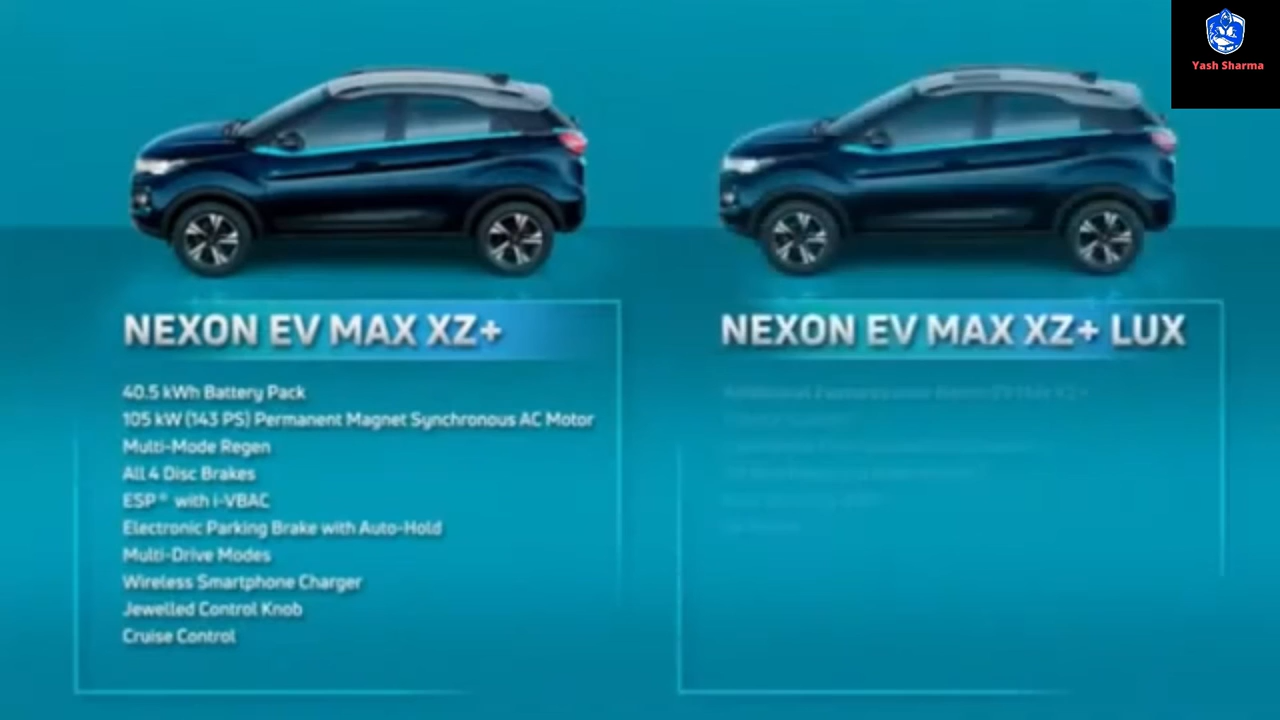 Yash Sharma
NEXON EV MAX XZ+
40.5 kWh Battery Pack
105 kW (143 PS) Permanent Magnet Synchronous AC Motor
Multi-Mode Regen
All 4 Disc Brakes
ESP® with i-VBAC
Electronic Parking Brake with Auto-Hold
Multi-Drive Modes
Wireless Smartphone Charger
Jewelled Control Knob
Cruise Control
NEXON EV MAX XZ+ LUX